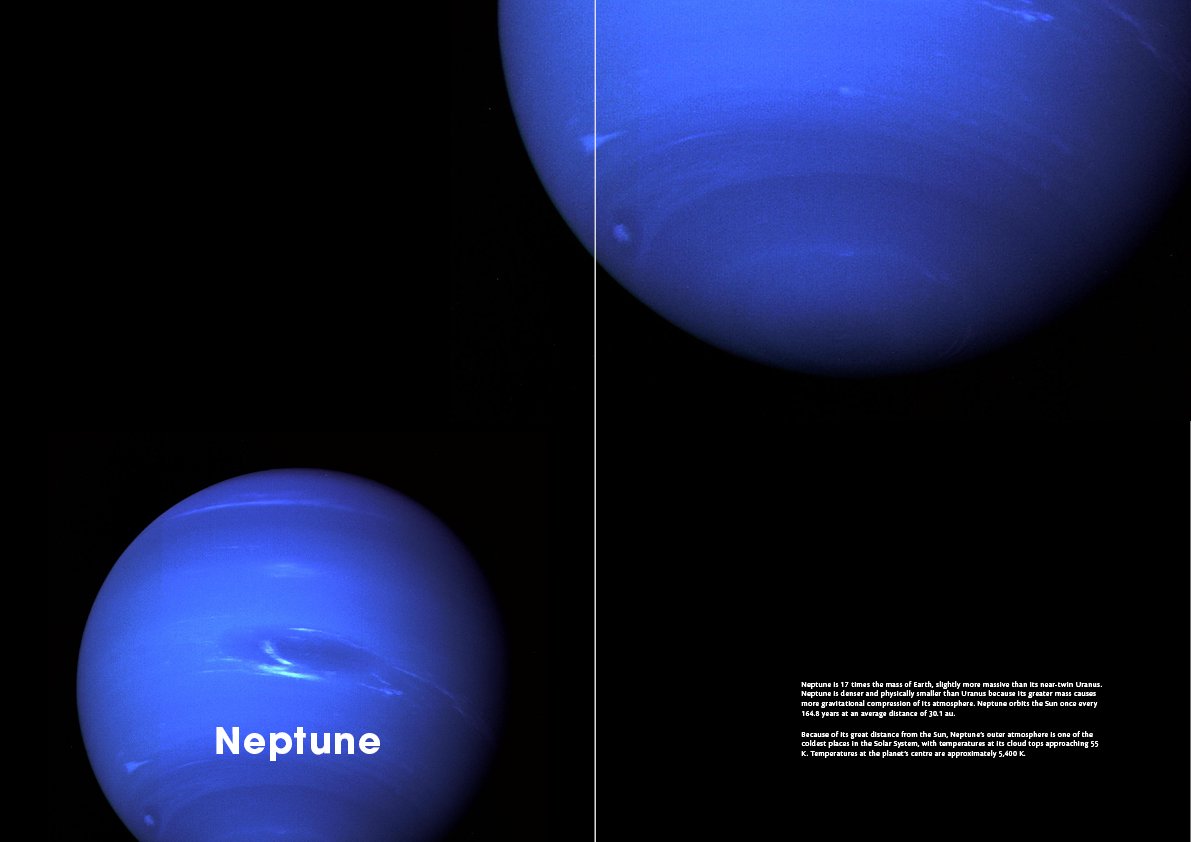 Neptune
Neptune is 17 times the mass of Earth, slightly more massive than its near-twin Uranus.
Neptune is denser and physically smaller than Uranus because its greater mass causes
more gravitational compression of its atmosphere. Neptune orbits the Sun once every
164.8 years at an average distance of 30.1 au.
Because of its great distance from the Sun, Neptune's outer atmosphere is one of the
coldest places in the Solar System, with temperatures at its cloud tops approaching 55
K. Temperatures at the planet's centre are approximately 5,400 K.